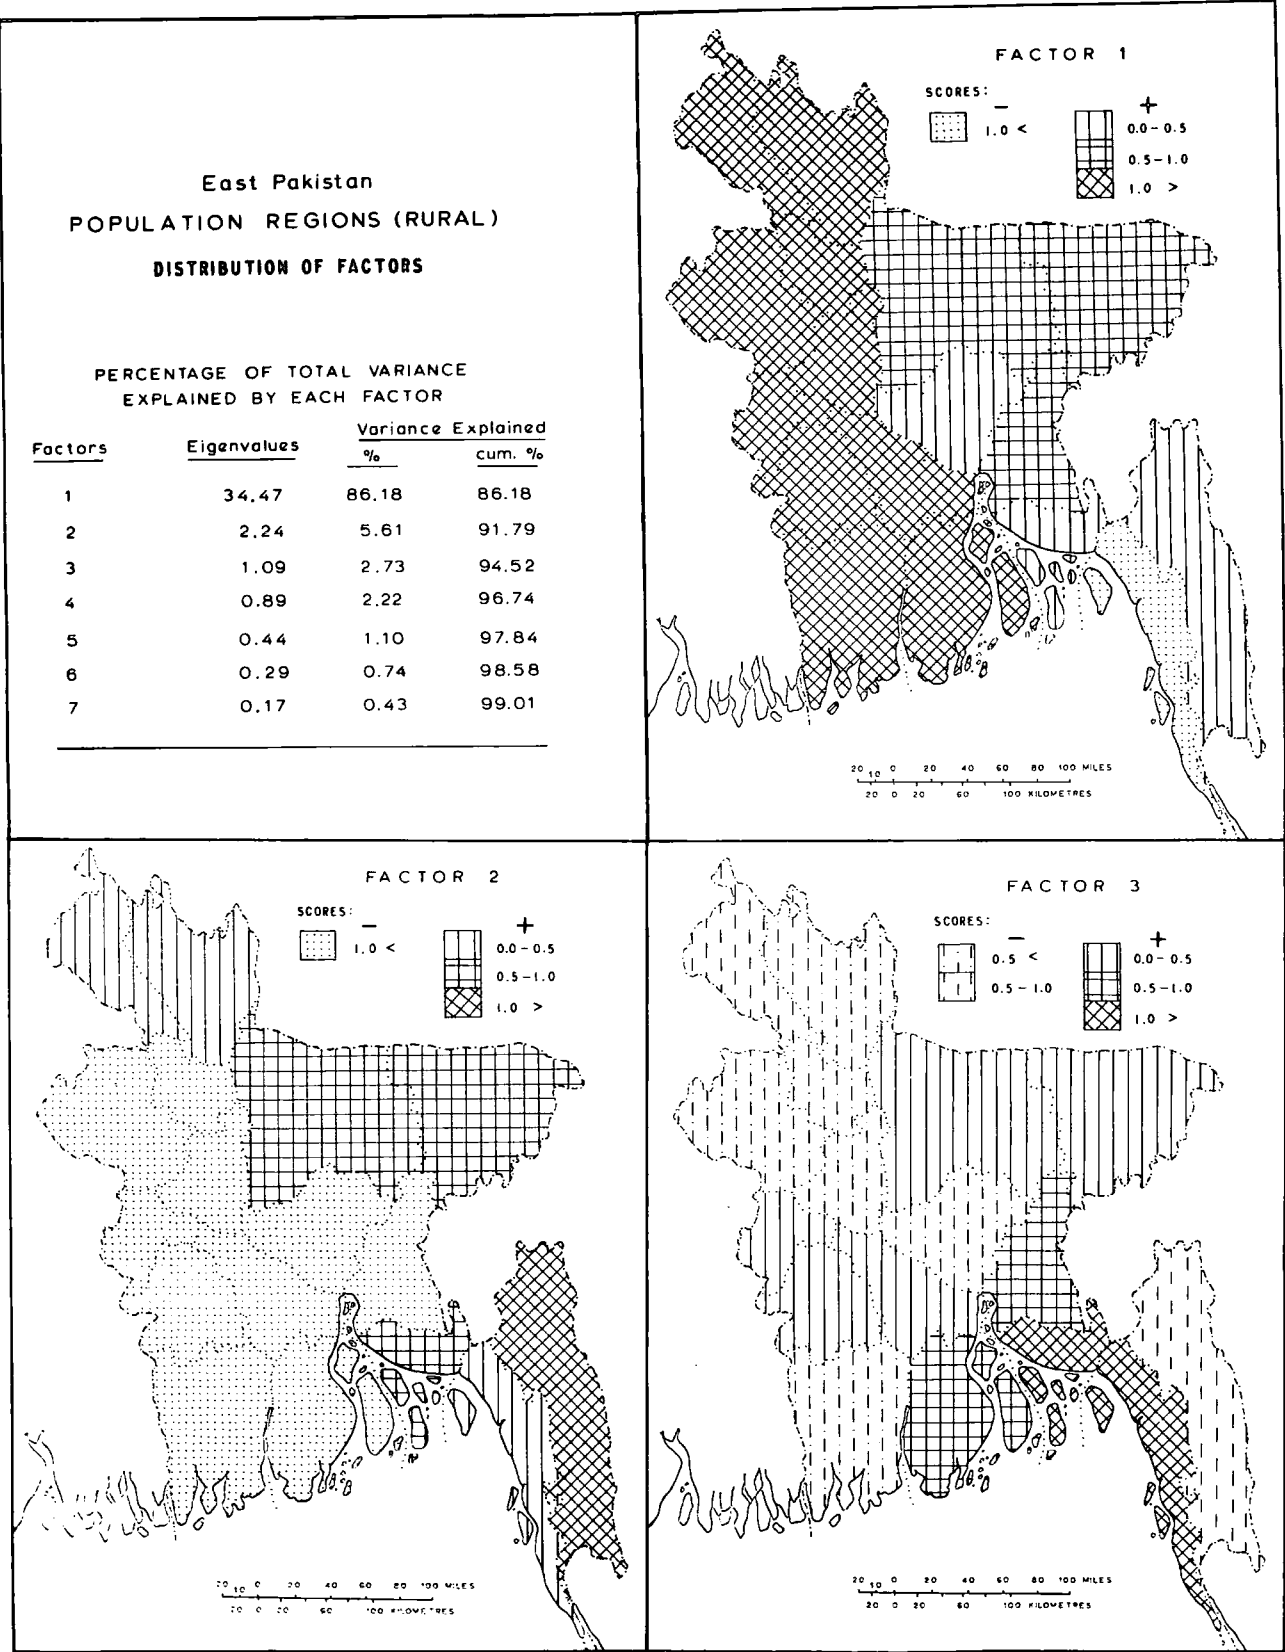 East Pakistan
POPULATION REGIONS (RURAL)
DISTRIBUTION OF FACTORS
PERCENTAGE OF TOTAL VARIANCE
EXPLAINED BY EACH FACTOR
Factors Eigenvalues Variance Explained
% cum. %
1 34.47 86.18 86.18
2 2.24 5.61 91.79
3 1.09 2.73 94.52
4 0.89 2.22 96.74
5 0.44 1.10 97.84
6 0.29 0.74 98.58
7 0.17 0.43 99.01
FACTOR 1
SCORES:
− +
1.0 < 0.0-0.5
0.5-1.0
1.0 >
20 10 0 20 40 60 80 100 MILES
20 0 20 60 100 KILOMETRES
FACTOR 2
SCORES:
− +
1.0 < 0.0-0.5
0.5-1.0
1.0 >
20 10 0 20 40 60 80 100 MILES
20 0 20 60 100 KILOMETRES
FACTOR 3
SCORES:
− +
0.5 < 0.0-0.5
0.5-1.0 0.5-1.0
1.0 >
20 10 0 20 40 60 80 100 MILES
20 0 20 60 100 KILOMETRES